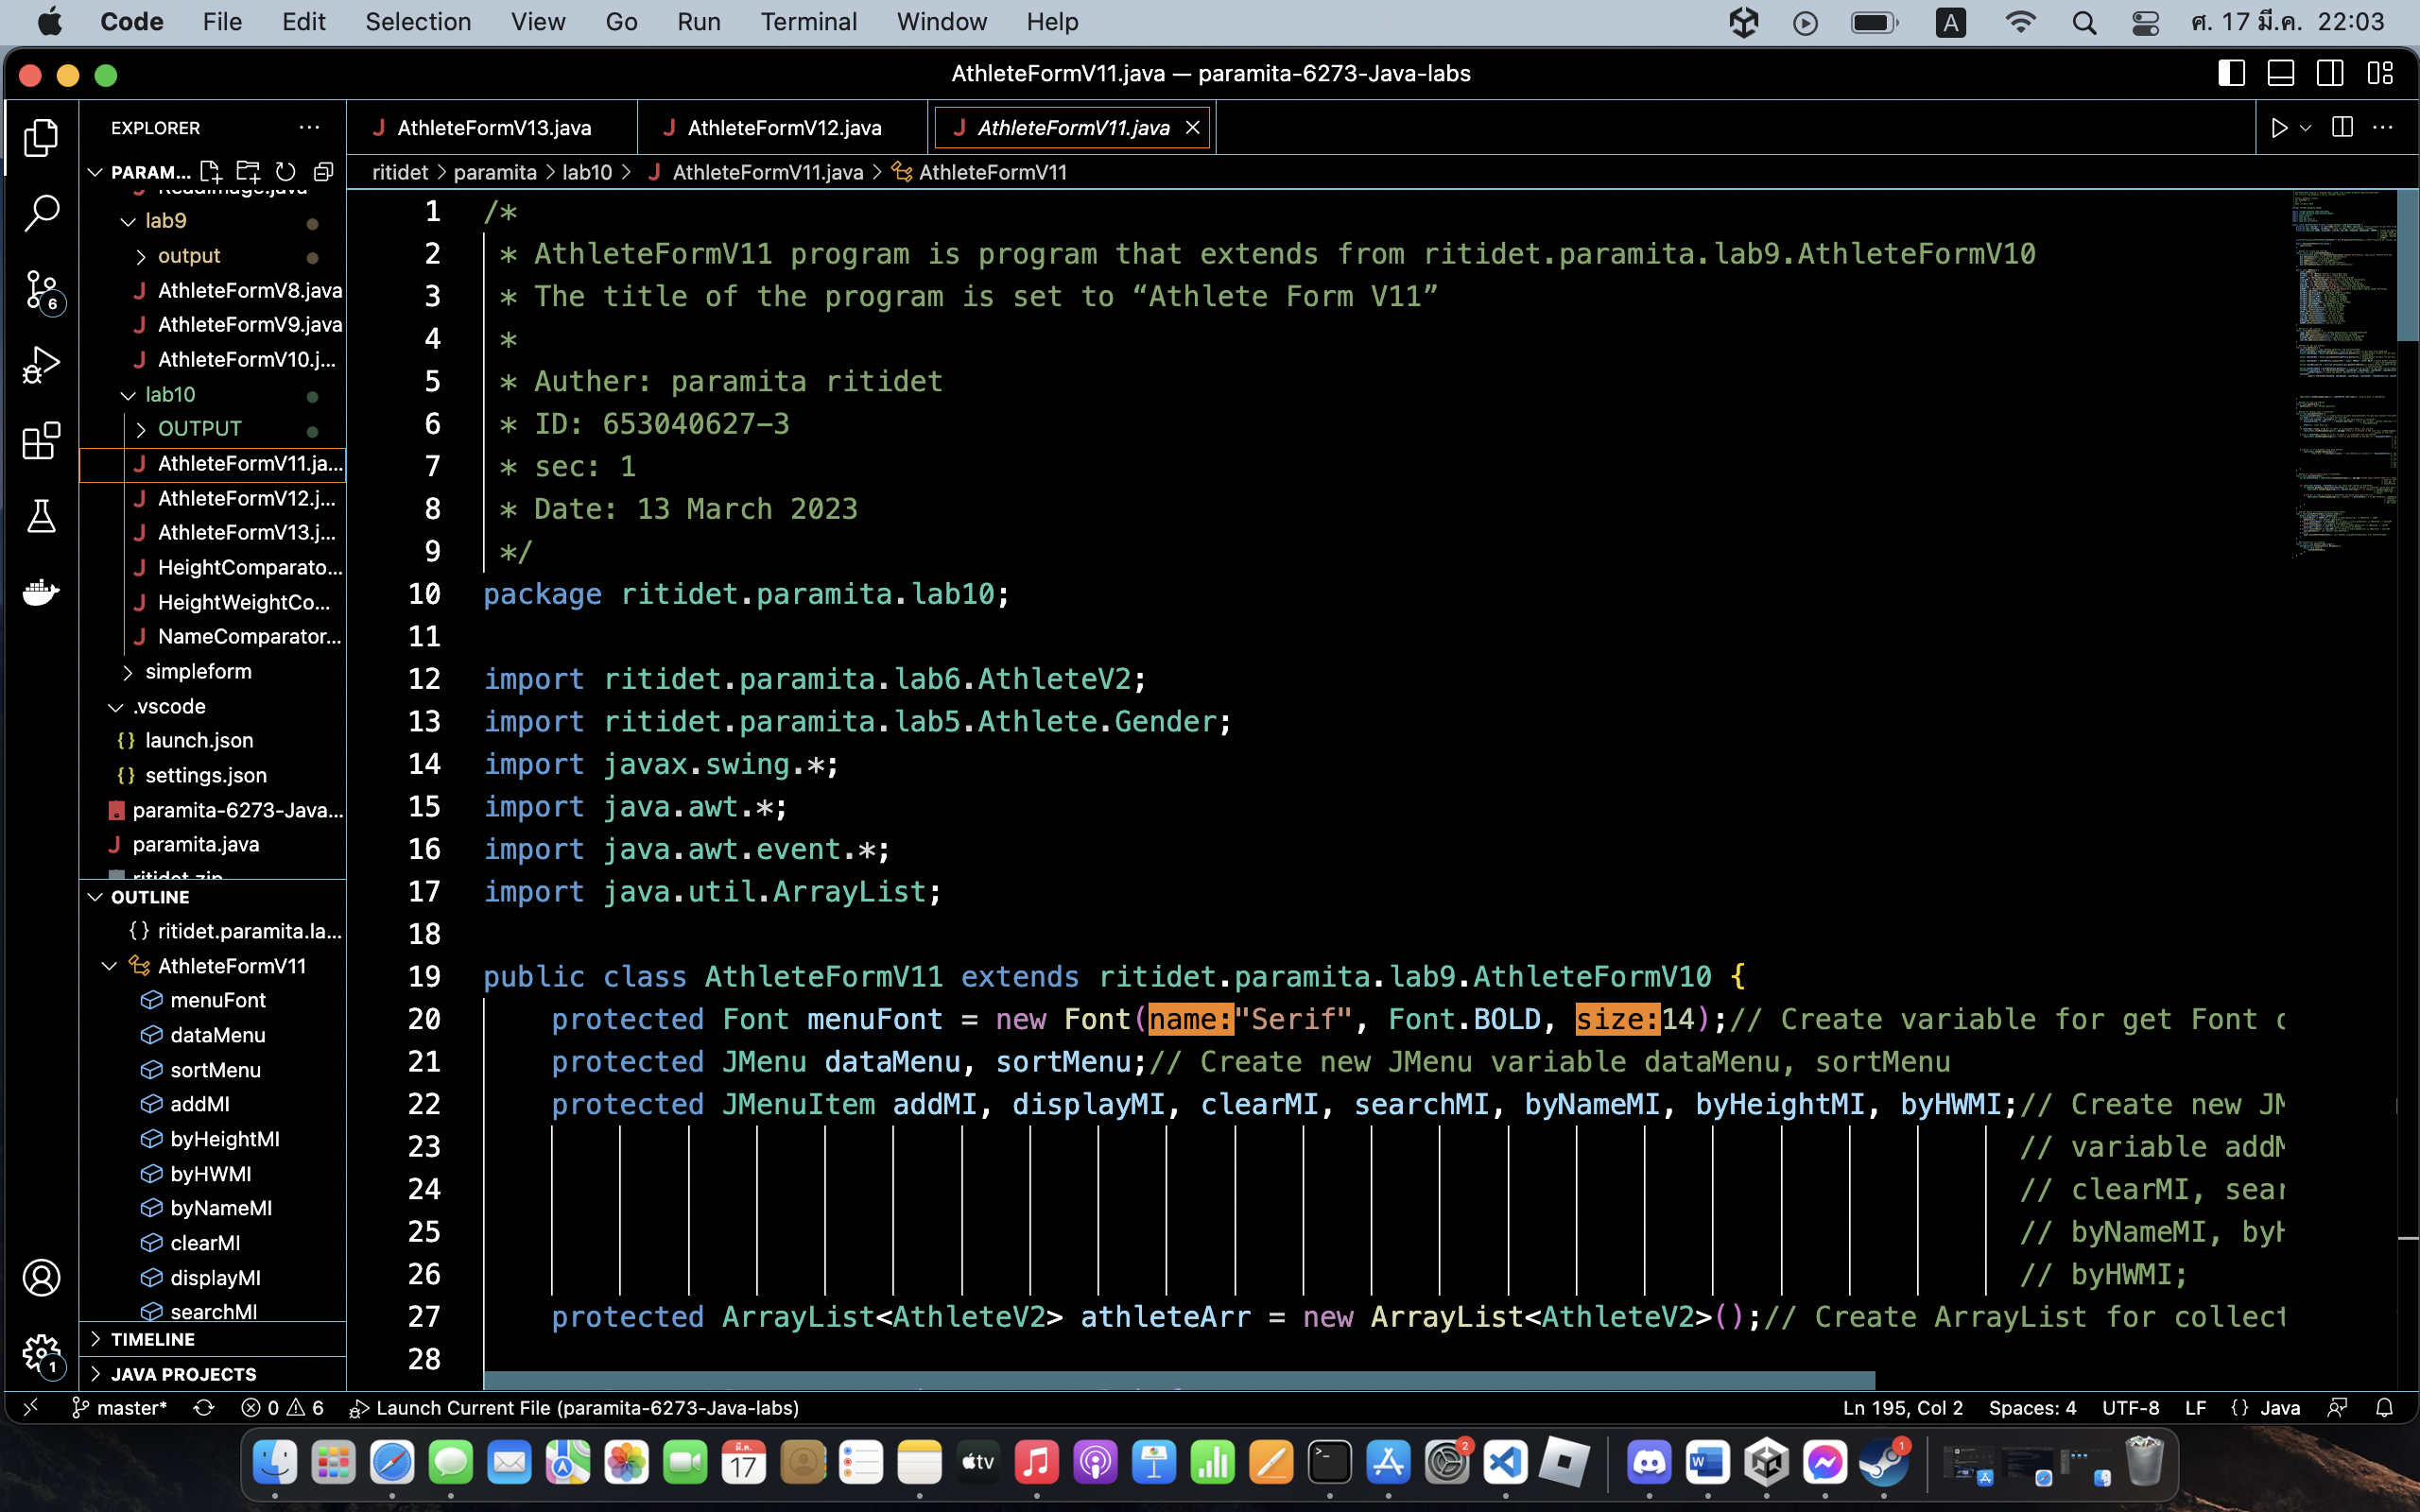 Code File Edit Selection View Go Run Terminal Window Help A ศ. 17 มี.ค. 22:03
AthleteFormV11.java — paramita-6273-Java-labs
EXPLORER
PARAM...
ReadImage.java
lab9
output
AthleteFormV8.java
AthleteFormV9.java
AthleteFormV10.j...
lab10
OUTPUT
AthleteFormV11.ja...
AthleteFormV12.j...
AthleteFormV13.j...
HeightComparato...
HeightWeightCo...
NameComparator...
simpleform
.vscode
launch.json
settings.json
paramita-6273-Java...
paramita.java
ritidet.zip
OUTLINE
ritidet.paramita.la...
AthleteFormV11
menuFont
dataMenu
sortMenu
addMI
byHeightMI
byHWMI
byNameMI
clearMI
displayMI
searchMI
TIMELINE
JAVA PROJECTS
6
1
AthleteFormV13.java AthleteFormV12.java AthleteFormV11.java
ritidet > paramita > lab10 > AthleteFormV11.java > AthleteFormV11
1 /*
2 * AthleteFormV11 program is program that extends from ritidet.paramita.lab9.AthleteFormV10
3 * The title of the program is set to “Athlete Form V11”
4 *
5 * Auther: paramita ritidet
6 * ID: 653040627-3
7 * sec: 1
8 * Date: 13 March 2023
9 */
10 package ritidet.paramita.lab10;
11
12 import ritidet.paramita.lab6.AthleteV2;
13 import ritidet.paramita.lab5.Athlete.Gender;
14 import javax.swing.*;
15 import java.awt.*;
16 import java.awt.event.*;
17 import java.util.ArrayList;
18
19 public class AthleteFormV11 extends ritidet.paramita.lab9.AthleteFormV10 {
20 protected Font menuFont = new Font(name:"Serif", Font.BOLD, size:14);// Create variable for get Font
21 protected JMenu dataMenu, sortMenu;// Create new JMenu variable dataMenu, sortMenu
22 protected JMenuItem addMI, displayMI, clearMI, searchMI, byNameMI, byHeightMI, byHWMI;// Create new JM
23 // variable addM
24 // clearMI, sear
25 // byNameMI, byH
26 // byHWMI;
27 protected ArrayList<AthleteV2> athleteArr = new ArrayList<AthleteV2>();// Create ArrayList for collect
28
master* 0 6 Launch Current File (paramita-6273-Java-labs) Ln 195, Col 2 Spaces: 4 UTF-8 LF {} Java
มี.ค.
17
tv
2
W
1